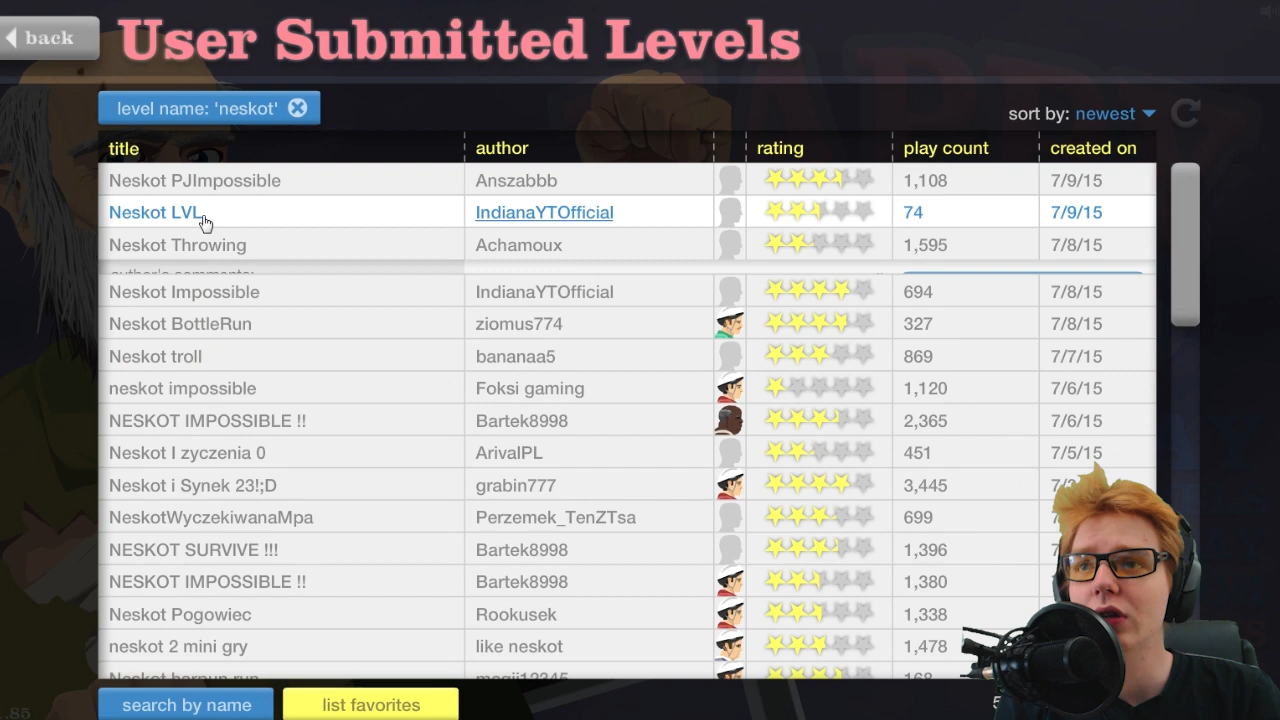 back
User Submitted Levels
level name: 'neskot'
sort by: newest
title author rating play count created on
Neskot PJImpossible Anszabbb 1,108 7/9/15
Neskot LVL IndianaYTOfficial 74 7/9/15
Neskot Throwing Achamoux 1,595 7/8/15
author's comments:
Neskot Impossible IndianaYTOfficial 694 7/8/15
Neskot BottleRun ziomus774 327 7/8/15
Neskot troll bananaa5 869 7/7/15
neskot impossible Foksi gaming 1,120 7/6/15
NESKOT IMPOSSIBLE !! Bartek8998 2,365 7/6/15
Neskot I zyczenia 0 ArivalPL 451 7/5/15
Neskot i Synek 23!;D grabin777 3,445
NeskotWyczekiwanaMpa Perzemek_TenZTsa 699
NESKOT SURVIVE !!! Bartek8998 1,396
NESKOT IMPOSSIBLE !! Bartek8998 1,380
Neskot Pogowiec Rookusek 1,338
neskot 2 mini gry like neskot 1,478
Neskot harpun run
search by name list favorites
.85